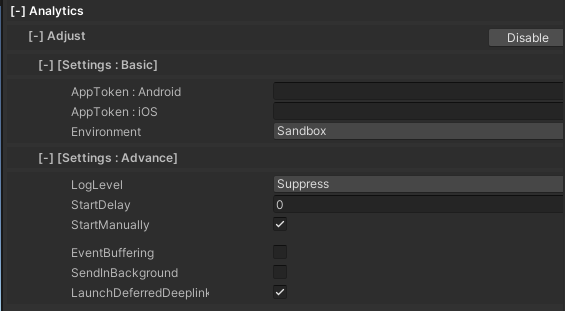 [-] Analytics
[-] Adjust Disable
[-] [Settings : Basic]
AppToken : Android
AppToken : iOS
Environment Sandbox
[-] [Settings : Advance]
LogLevel Suppress
StartDelay 0
StartManually
EventBuffering
SendInBackground
LaunchDeferredDeeplink